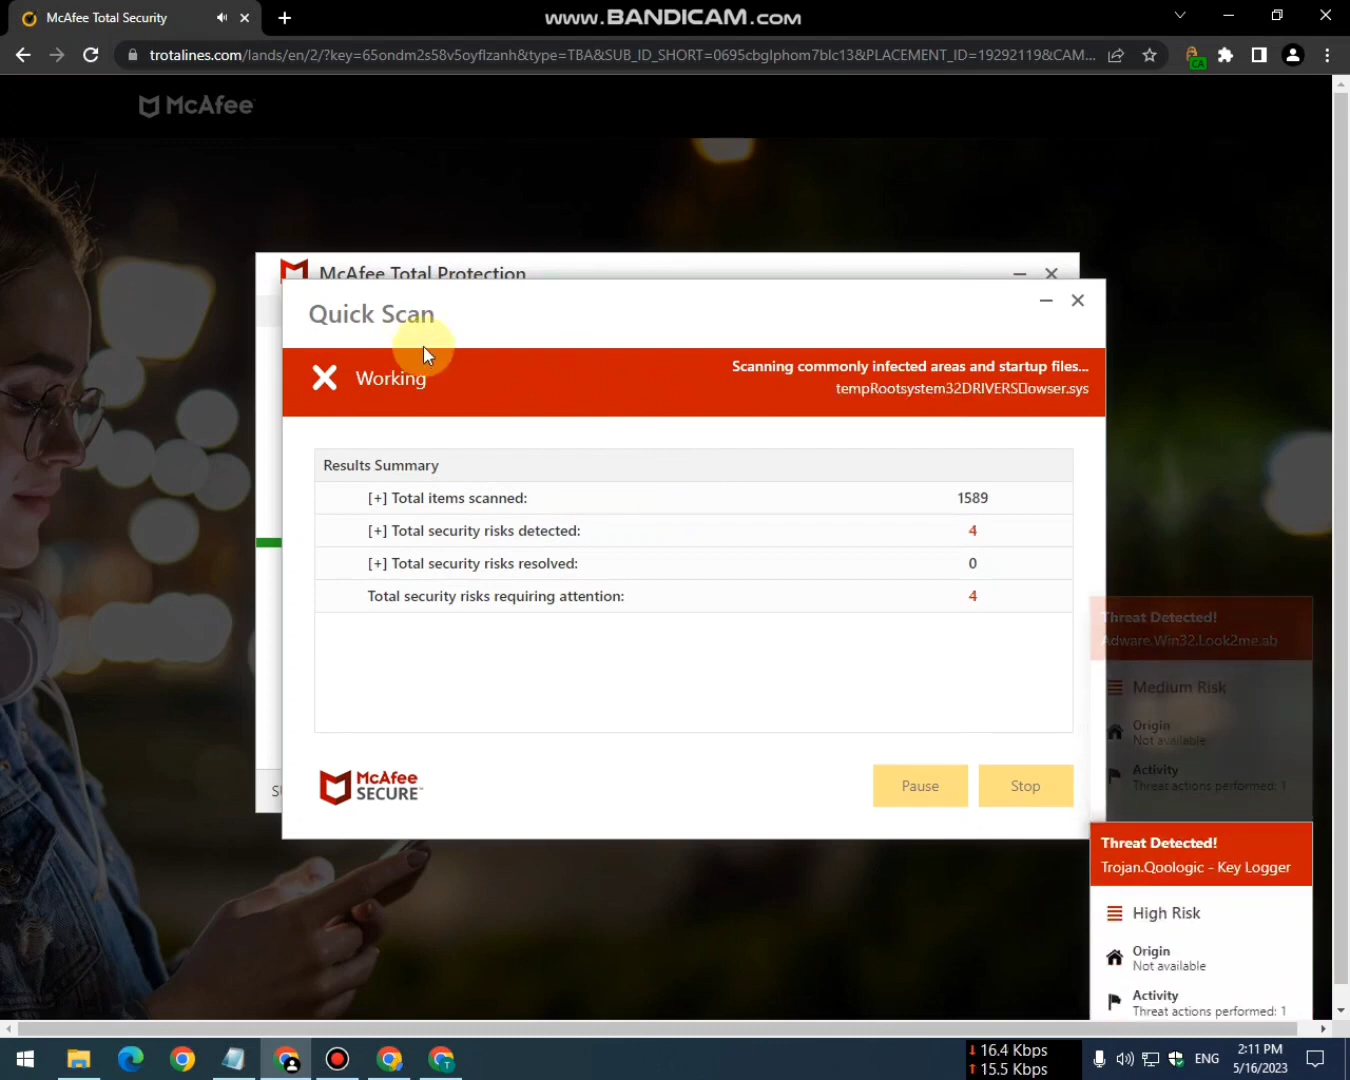 McAfee Total Security
www.BANDICAM.com
trotalines.com/lands/en/2/?key=65ondm2s58v5oyflzanh&type=TBA&SUB_ID_SHORT=0695cbglphom7blc13&PLACEMENT_ID=19292119&CAM...
CA
McAfee
McAfee Total Protection
Quick Scan
Working
Scanning commonly infected areas and startup files...
tempRootsystem32DRIVERS▯owser.sys
Results Summary
[+] Total items scanned: 1589
[+] Total security risks detected: 4
[+] Total security risks resolved: 0
Total security risks requiring attention: 4
Threat Detected!
Adware.Win32.Look2me.ab
Medium Risk
Origin
Not available
Activity
Threat actions performed: 1
McAfee
SECURE™
Pause
Stop
Threat Detected!
Trojan.Qoologic - Key Logger
High Risk
Origin
Not available
Activity
Threat actions performed: 1
16.4 Kbps
15.5 Kbps
ENG
2:11 PM
5/16/2023